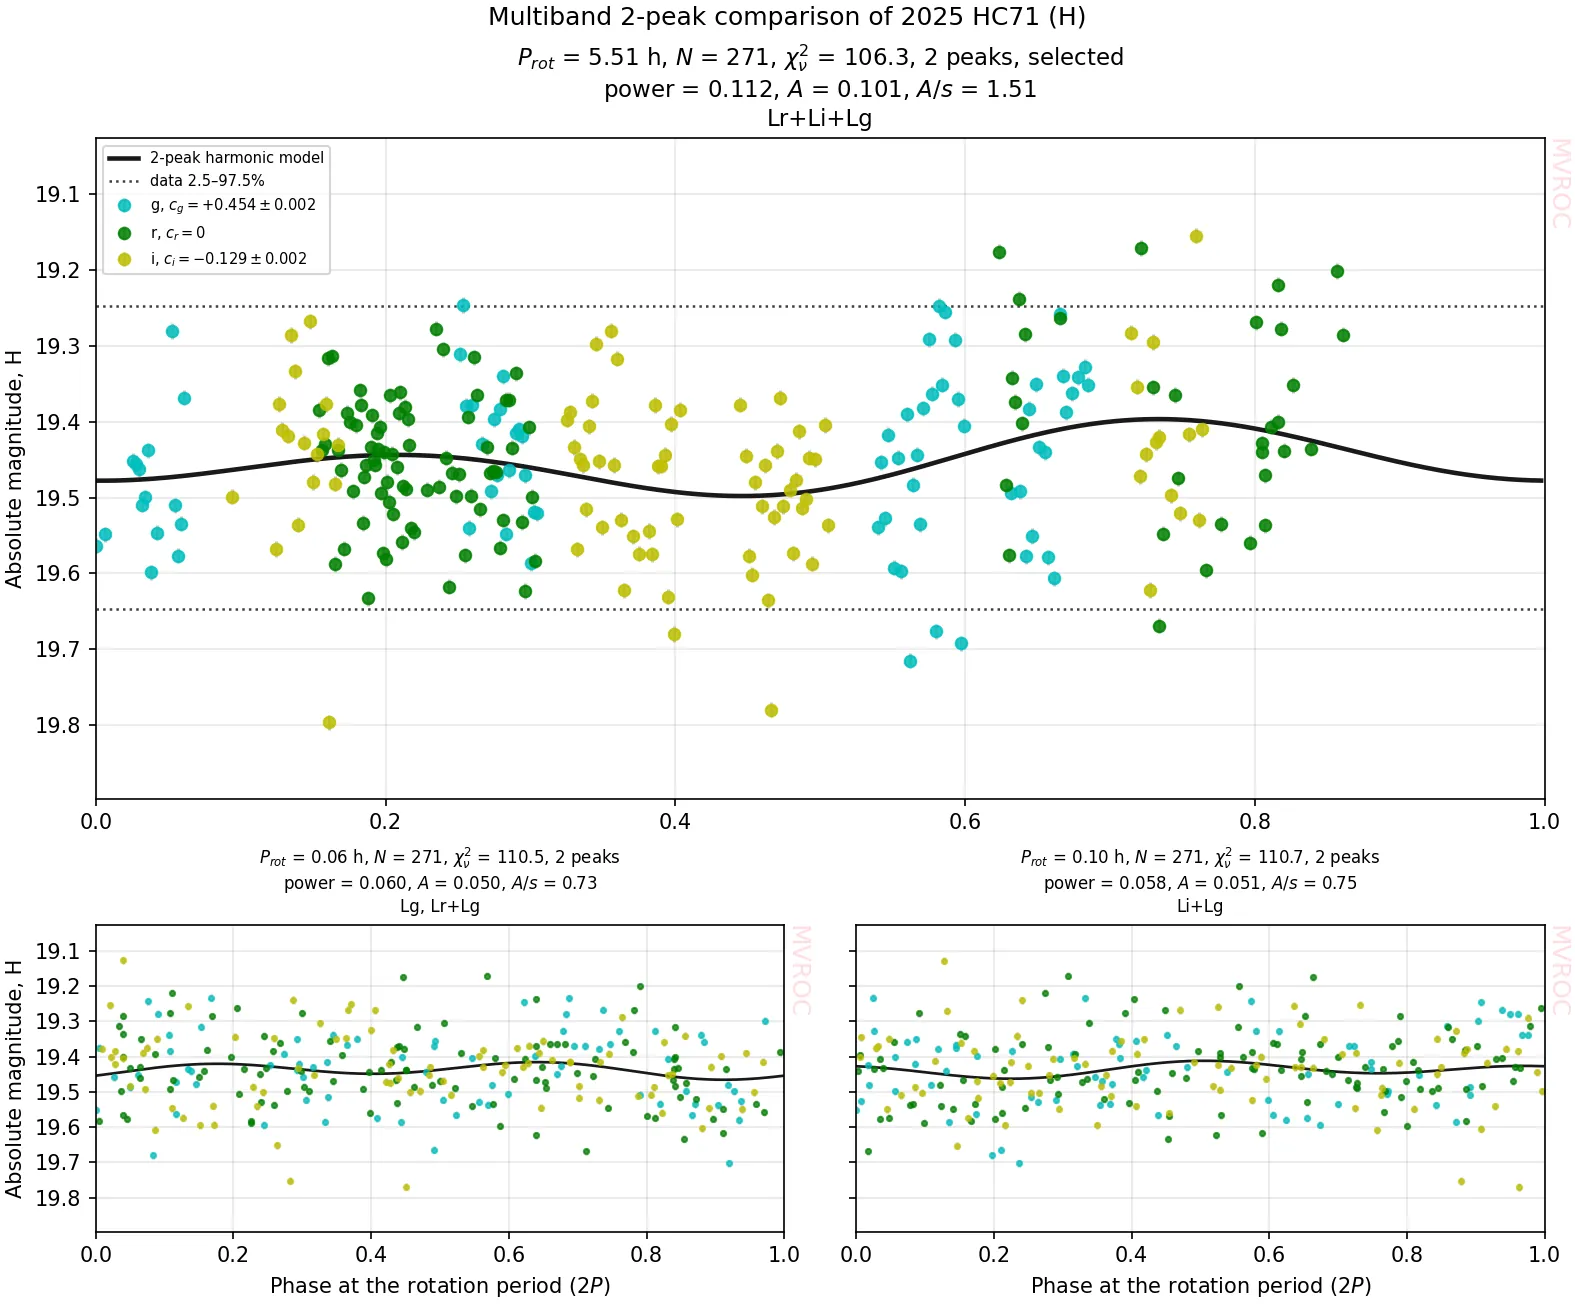 Multiband 2-peak comparison of 2025 HC71 (H)
P_rot = 5.51 h, N = 271, χ²_ν = 106.3, 2 peaks, selected
power = 0.112, A = 0.101, A/s = 1.51
Lr+Li+Lg
2-peak harmonic model
data 2.5–97.5%
g, c_g = +0.454 ± 0.002
r, c_r = 0
i, c_i = −0.129 ± 0.002
MVROC
Absolute magnitude, H
19.1
19.2
19.3
19.4
19.5
19.6
19.7
19.8
0.0 0.2 0.4 0.6 0.8 1.0
P_rot = 0.06 h, N = 271, χ²_ν = 110.5, 2 peaks
power = 0.060, A = 0.050, A/s = 0.73
Lg, Lr+Lg
MVROC
Absolute magnitude, H
19.1
19.2
19.3
19.4
19.5
19.6
19.7
19.8
0.0 0.2 0.4 0.6 0.8 1.0
Phase at the rotation period (2P)
P_rot = 0.10 h, N = 271, χ²_ν = 110.7, 2 peaks
power = 0.058, A = 0.051, A/s = 0.75
Li+Lg
MVROC
0.0 0.2 0.4 0.6 0.8 1.0
Phase at the rotation period (2P)